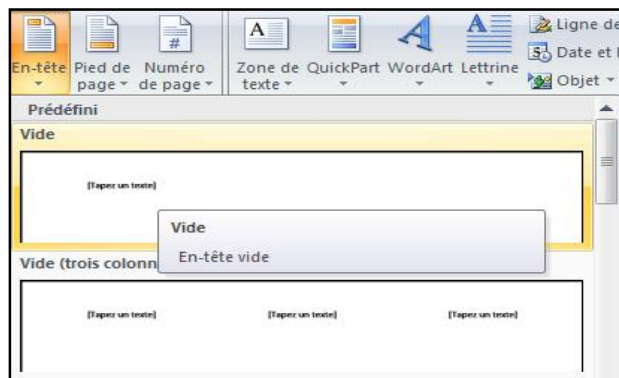 En-tête
Pied de page
Numéro de page
#
A
Zone de texte
QuickPart
WordArt
A
Lettrine
A
Ligne de
Date et
Objet
Prédéfini
Vide
[Tapez un texte]
Vide
En-tête vide
Vide (trois colonn
[Tapez un texte] [Tapez un texte] [Tapez un texte]